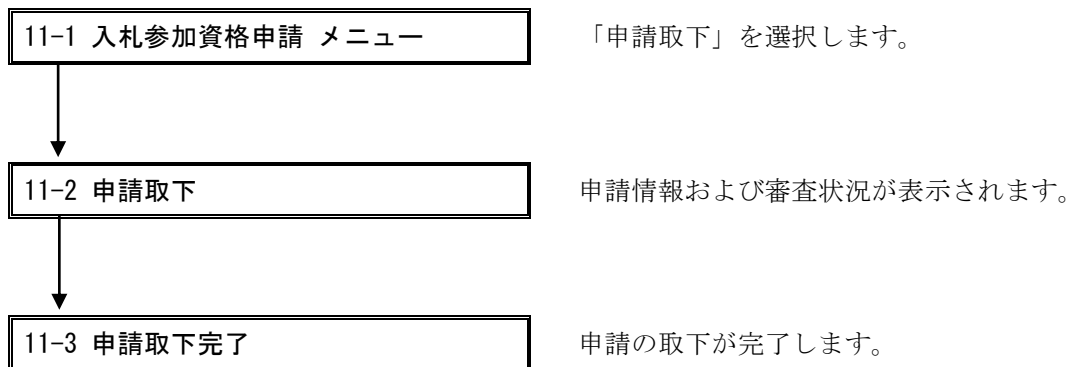 11-1 入札参加資格申請 メニュー
「申請取下」を選択します。
11-2 申請取下
申請情報および審査状況が表示されます。
11-3 申請取下完了
申請の取下が完了します。